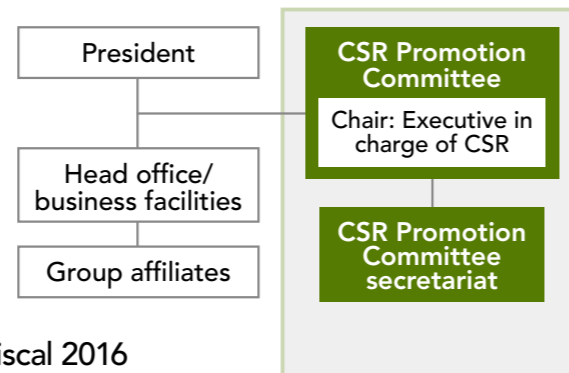 President
CSR Promotion
Committee
Chair: Executive in
charge of CSR
Head office/
business facilities
Group affiliates
CSR Promotion
Committee
secretariat
2016